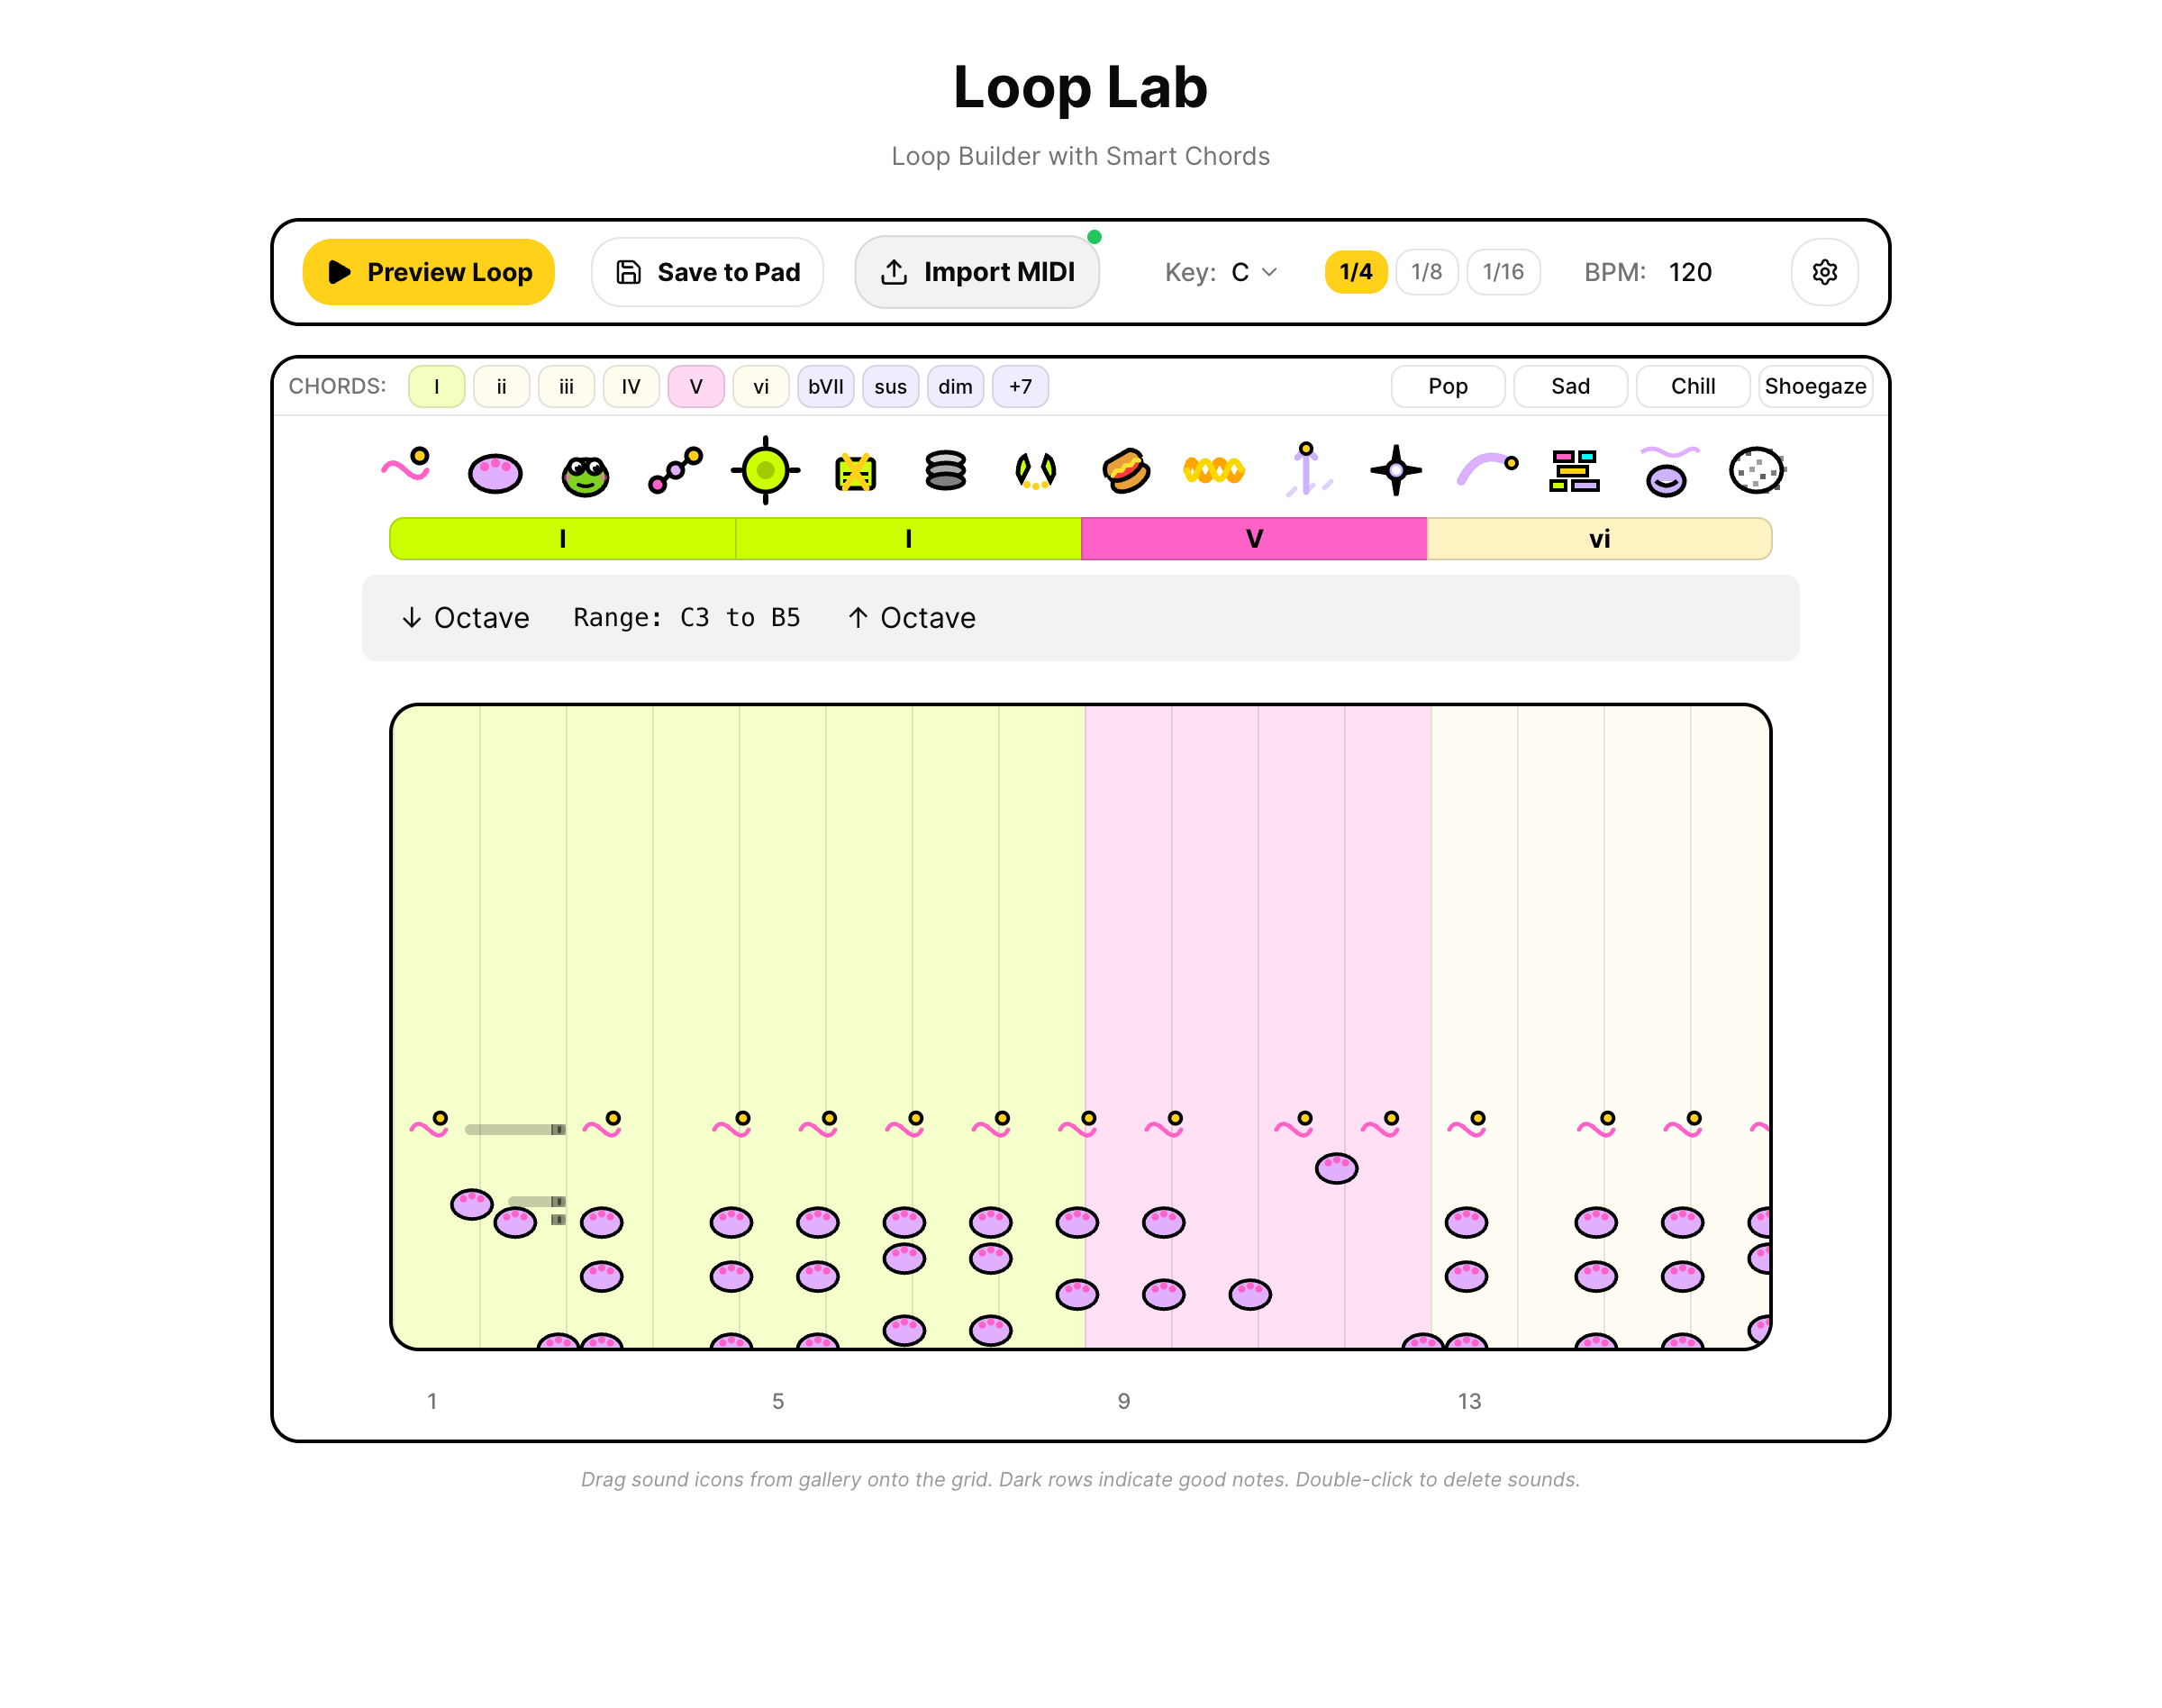 Loop Lab
Loop Builder with Smart Chords
Preview Loop Save to Pad Import MIDI Key: C 1/4 1/8 1/16 BPM: 120
CHORDS: I ii iii IV V vi bVII sus dim +7 Pop Sad Chill Shoegaze
I I V vi
↓ Octave Range: C3 to B5 ↑ Octave
1 5 9 13
Drag sound icons from gallery onto the grid. Dark rows indicate good notes. Double-click to delete sounds.